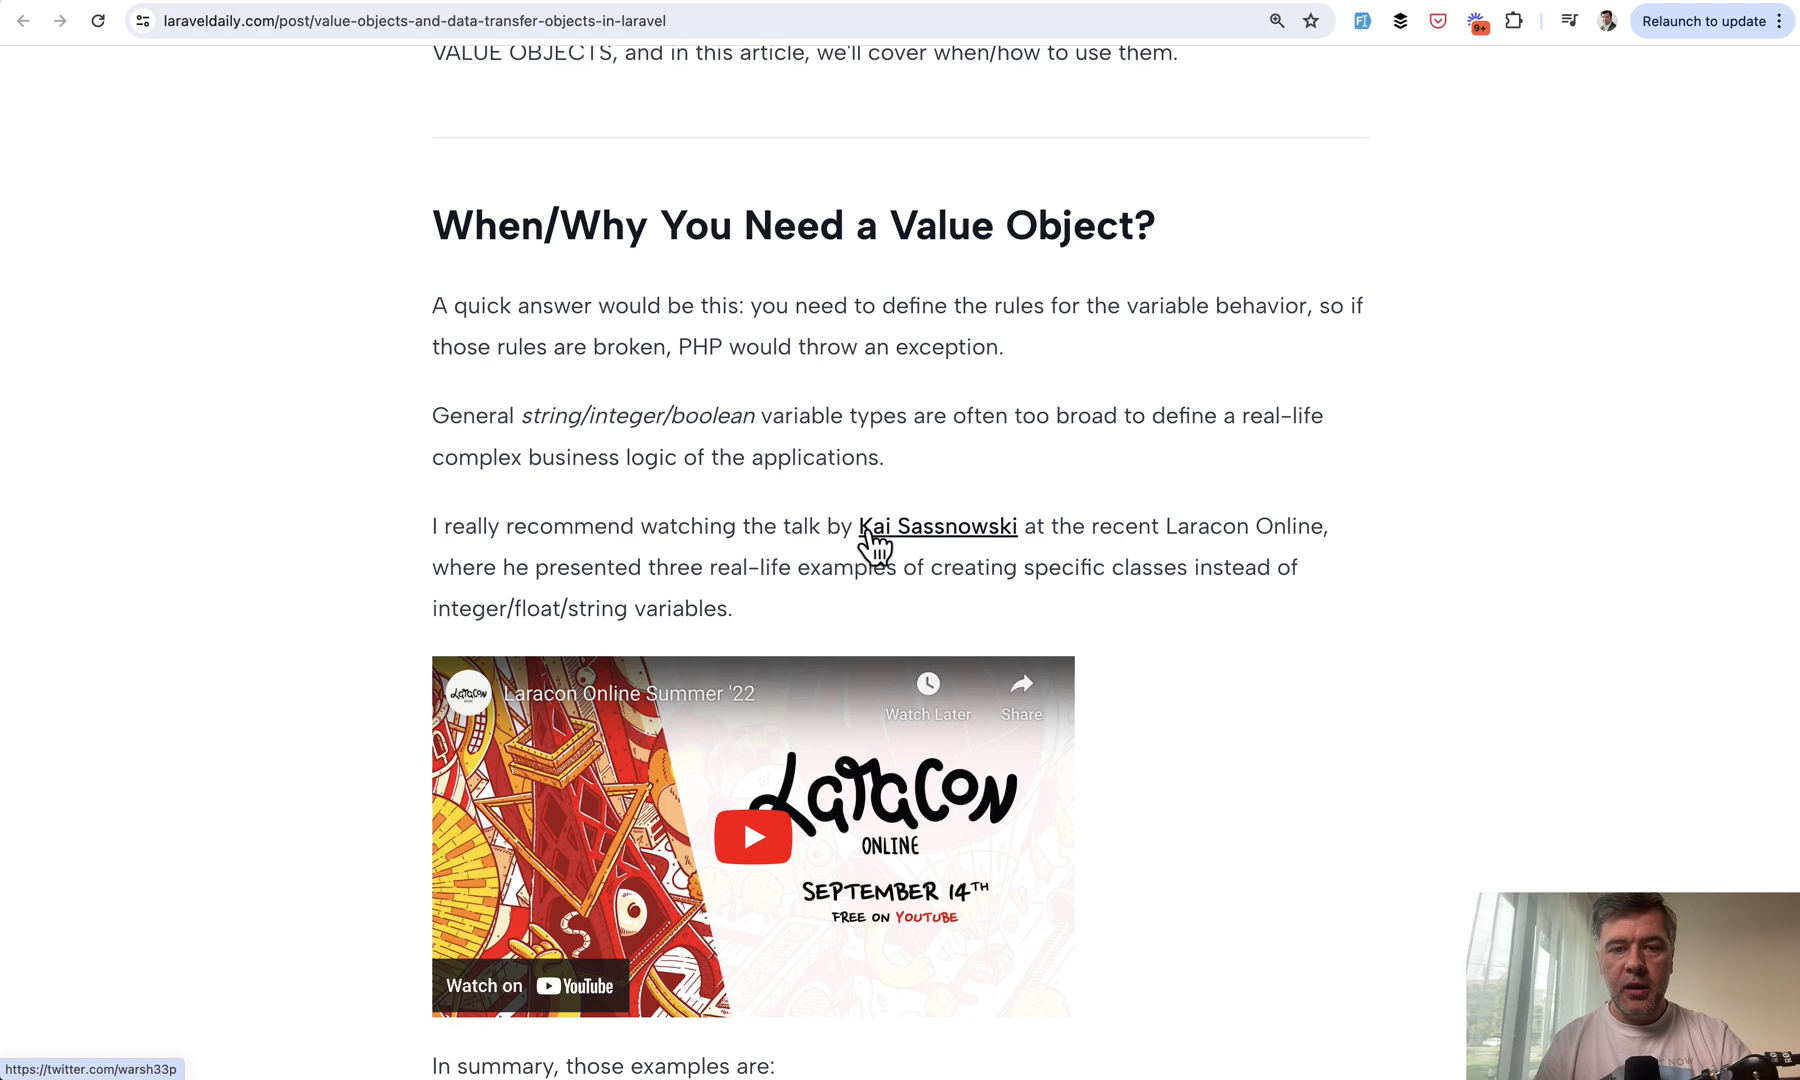 laraveldaily.com/post/value-objects-and-data-transfer-objects-in-laravel
9+
Relaunch to update
VALUE OBJECTS, and in this article, we'll cover when/how to use them.
When/Why You Need a Value Object?
A quick answer would be this: you need to define the rules for the variable behavior, so if
those rules are broken, PHP would throw an exception.
General string/integer/boolean variable types are often too broad to define a real-life
complex business logic of the applications.
I really recommend watching the talk by Kai Sassnowski at the recent Laracon Online,
where he presented three real-life examples of creating specific classes instead of
integer/float/string variables.
Laracon Online Summer '22
Watch Later
Share
Laracon
ONLINE
SEPTEMBER 14TH
FREE ON YOUTUBE
Watch on YouTube
In summary, those examples are:
https://twitter.com/warsh33p